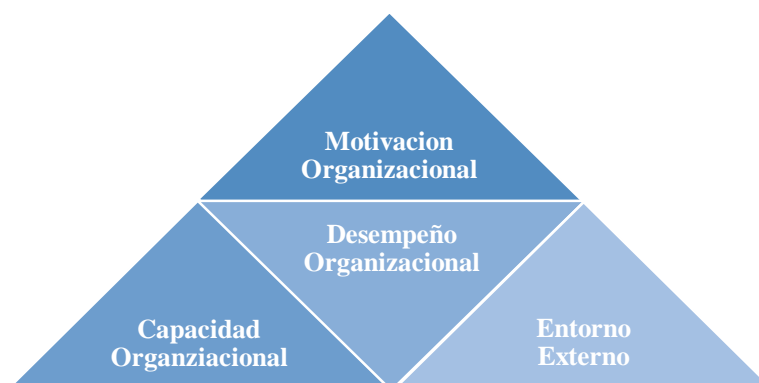 Motivacion
Organizacional
Desempeño
Organizacional
Capacidad
Organziacional
Entorno
Externo